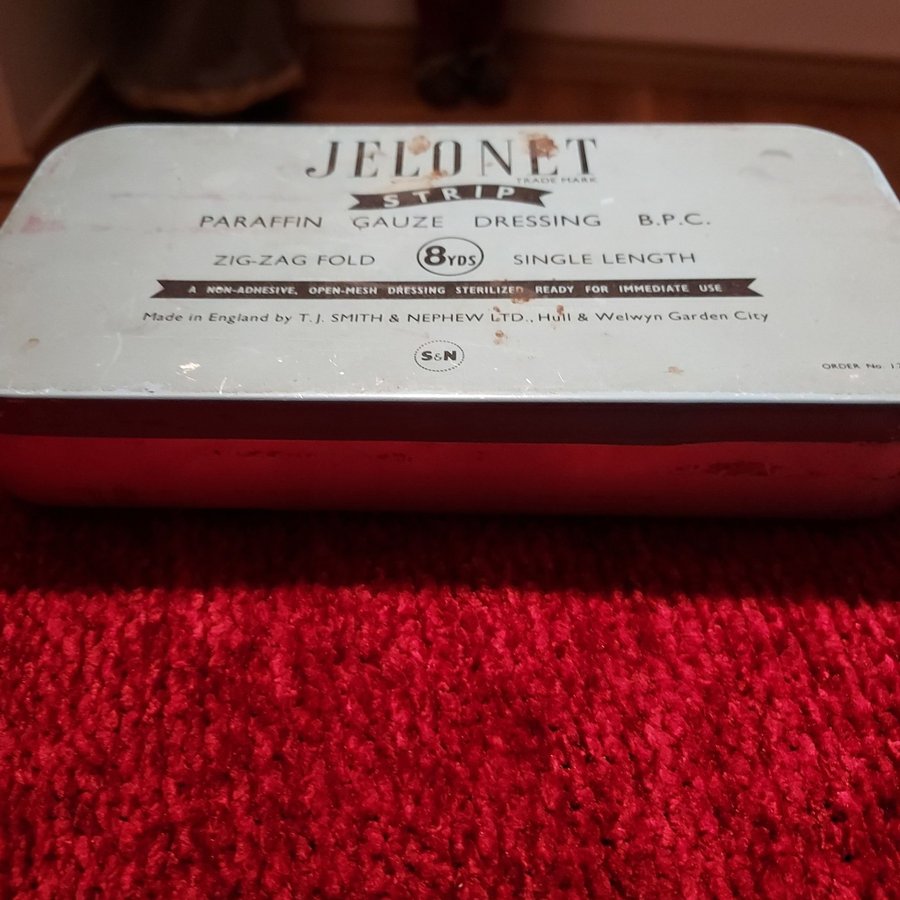 JELONET
TRADE MARK
STRIP
PARAFFIN GAUZE DRESSING B.P.C.
ZIG-ZAG FOLD 8YDS SINGLE LENGTH
A NON-ADHESIVE, OPEN-MESH DRESSING STERILIZED READY FOR IMMEDIATE USE
Made in England by T. J. SMITH & NEPHEW LTD., Hull & Welwyn Garden City
S&N
ORDER No.